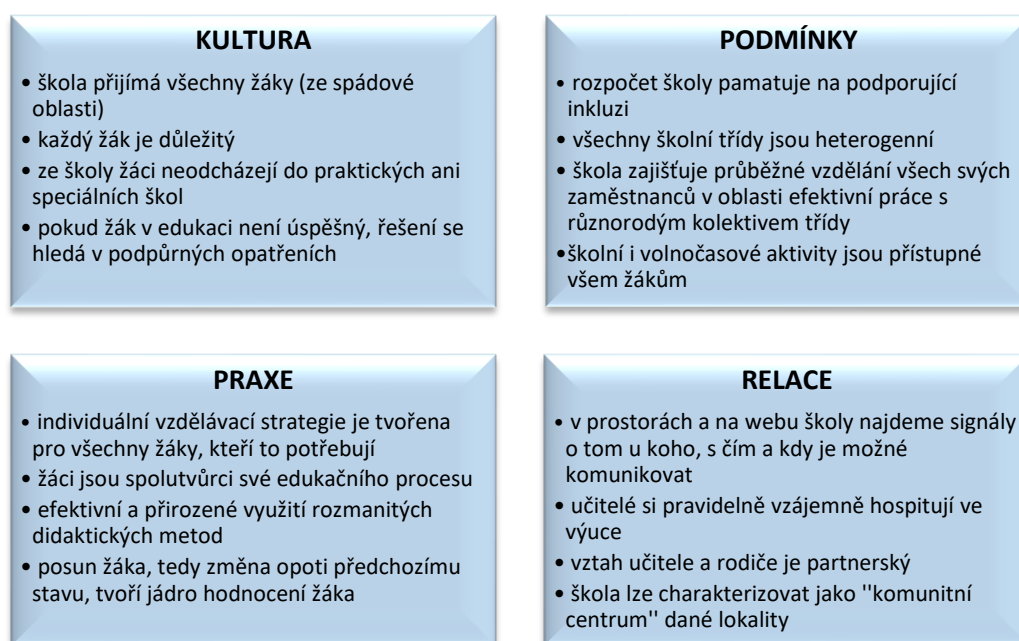 KULTURA
• škola přijímá všechny žáky (ze spádové
oblasti)
• každý žák je důležitý
• ze školy žáci neodcházejí do praktických ani
speciálních škol
• pokud žák v edukaci není úspěšný, řešení se
hledá v podpůrných opatřeních
PODMÍNKY
• rozpočet školy pamatuje na podporující
inkluzi
• všechny školní třídy jsou heterogenní
• škola zajišťuje průběžné vzdělání všech svých
zaměstnanců v oblasti efektivní práce s
různorodým kolektivem třídy
•školní i volnočasové aktivity jsou přístupné
všem žákům
PRAXE
• individuální vzdělávací strategie je tvořena
pro všechny žáky, kteří to potřebují
• žáci jsou spolutvůrci své edukačního procesu
• efektivní a přirozené využití rozmanitých
didaktických metod
• posun žáka, tedy změna opoti předchozímu
stavu, tvoří jádro hodnocení žáka
RELACE
• v prostorách a na webu školy najdeme signály
o tom u koho, s čím a kdy je možné
komunikovat
• učitelé si pravidelně vzájemně hospitují ve
výuce
• vztah učitele a rodiče je partnerský
• škola lze charakterizovat jako ''komunitní
centrum'' dané lokality